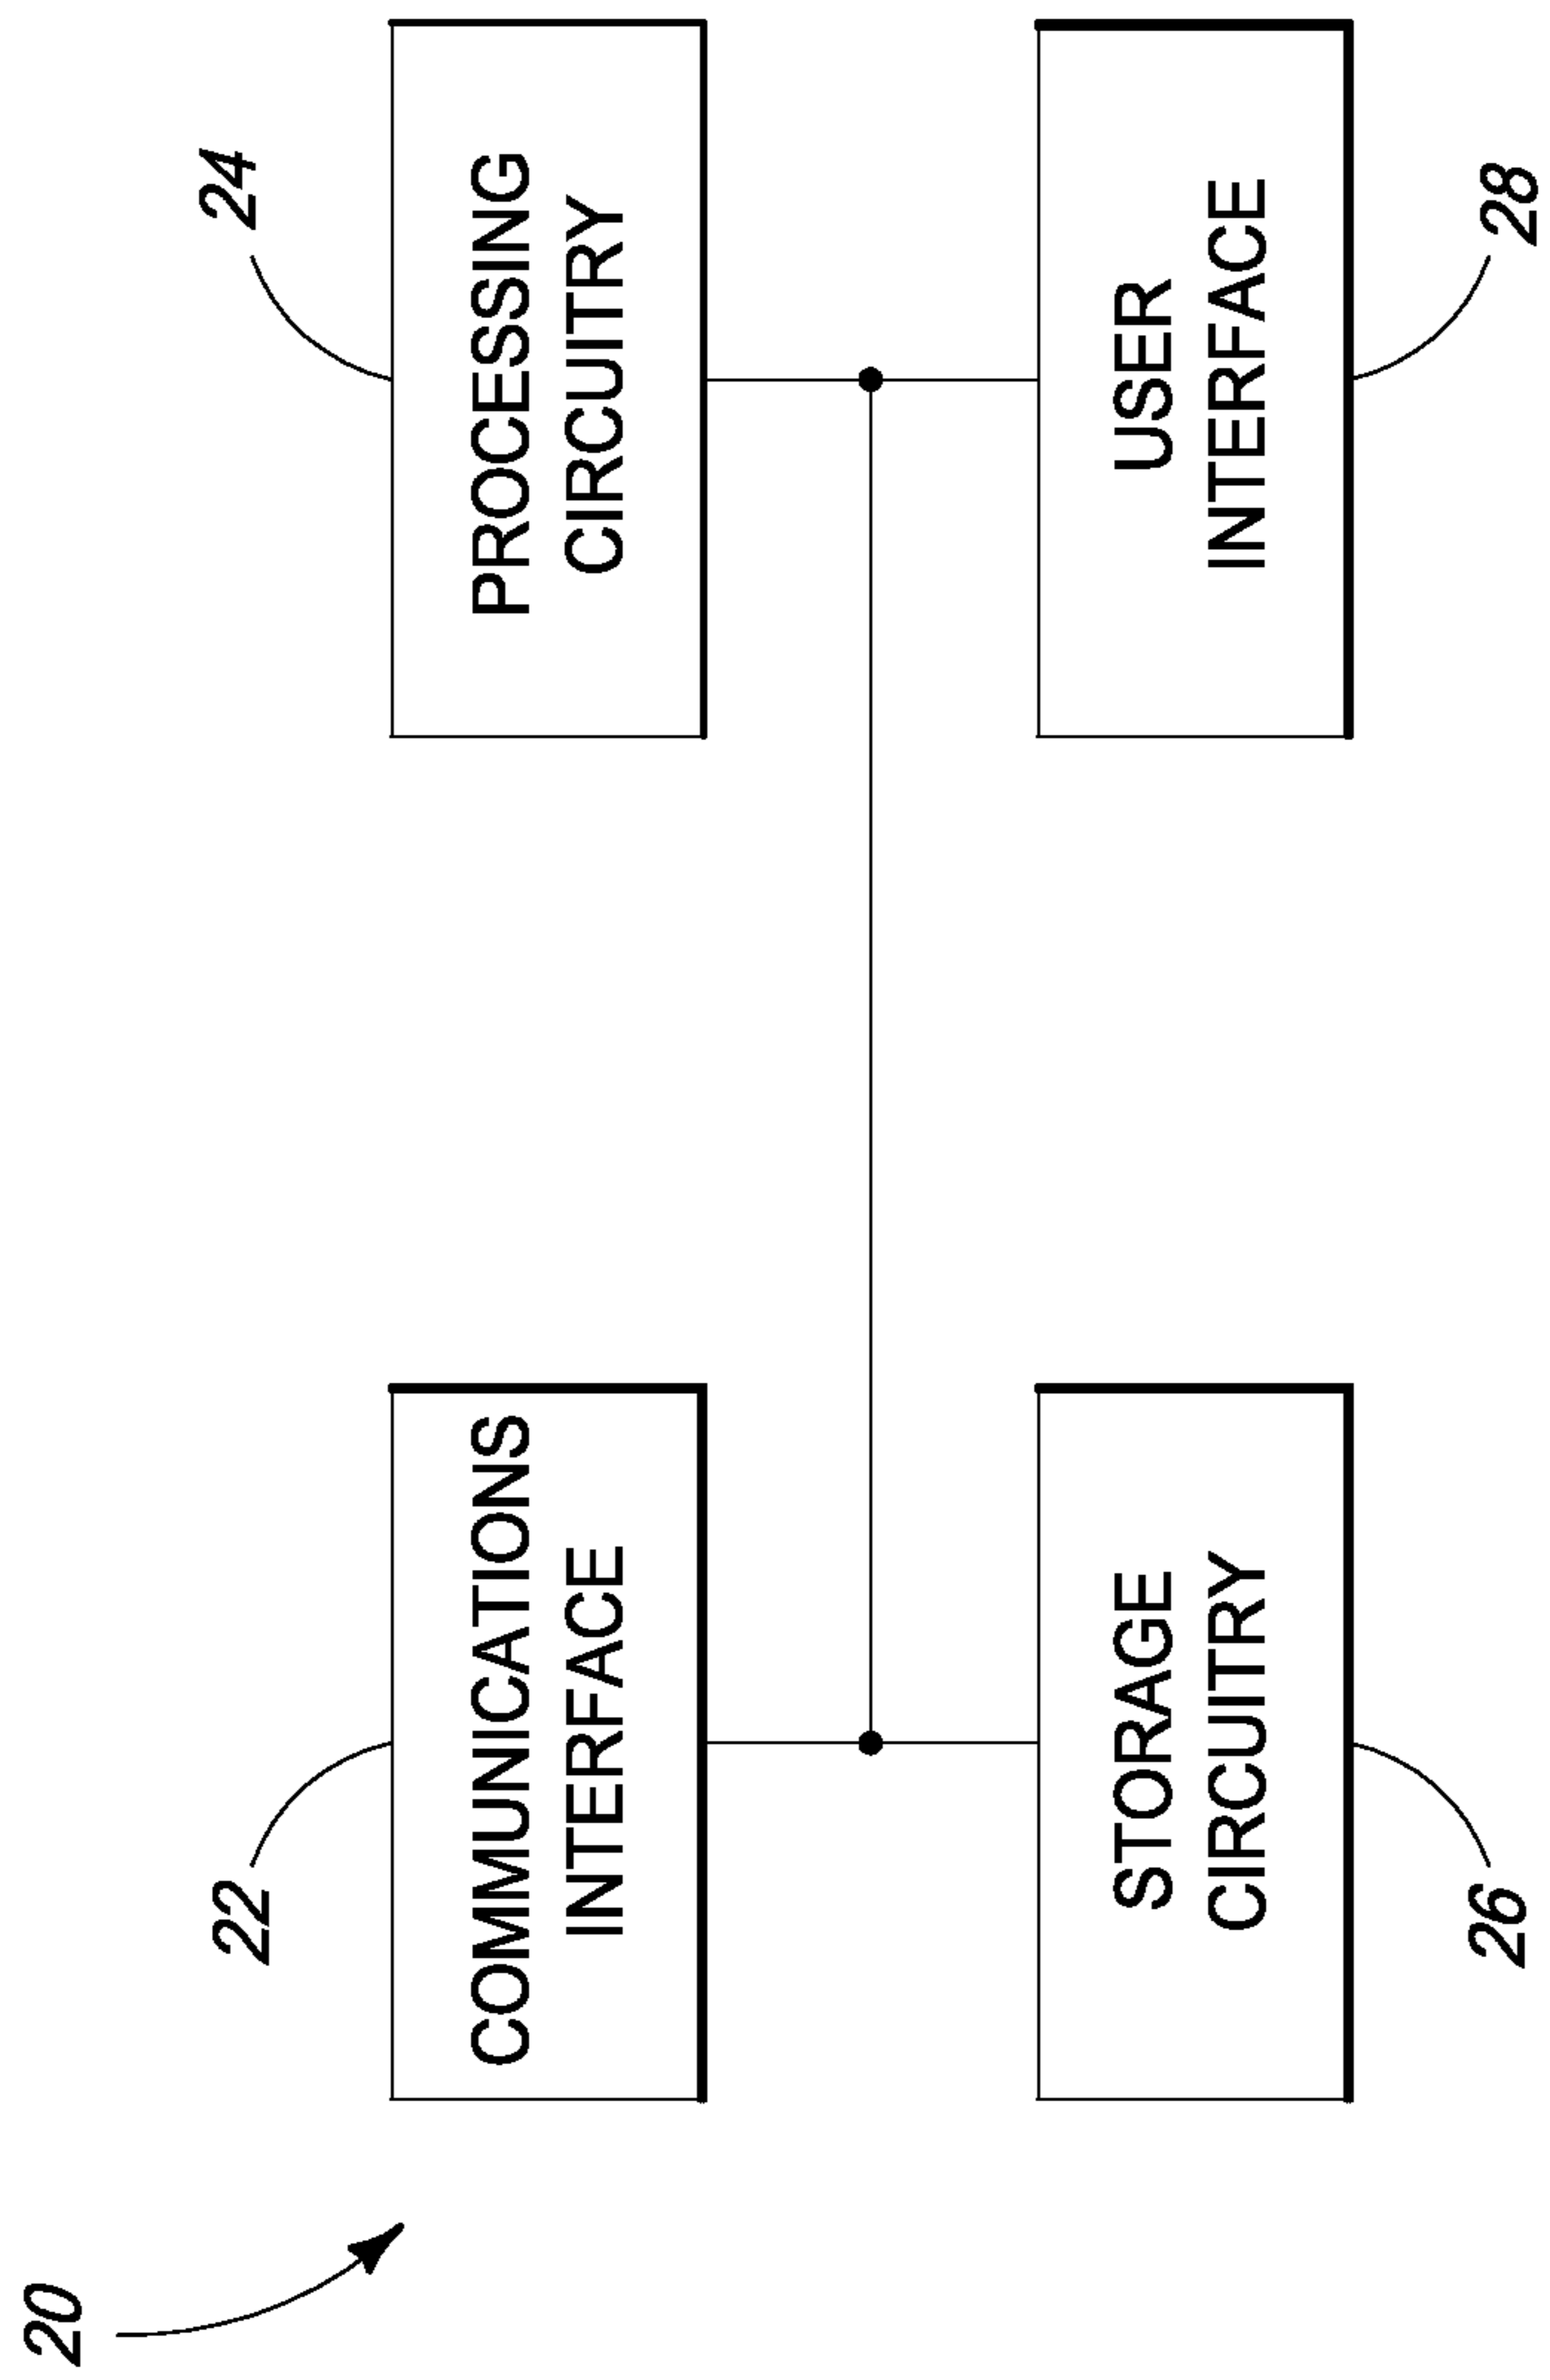 20
22
COMMUNICATIONS
INTERFACE
24
PROCESSING
CIRCUITRY
STORAGE
CIRCUITRY
26
USER
INTERFACE
28